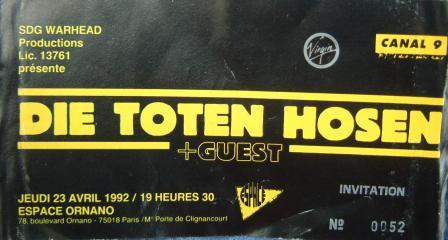 SDG WARHEAD
Productions
Lic. 13761
présente
Virgin
CANAL 9
DIE TOTEN HOSEN
+GUEST
JEUDI 23 AVRIL 1992 / 19 HEURES 30
ESPACE ORNANO
78, boulevard Ornano - 75018 Paris / M° Porte de Clignancourt
ESPACE
INVITATION
Nº 0052